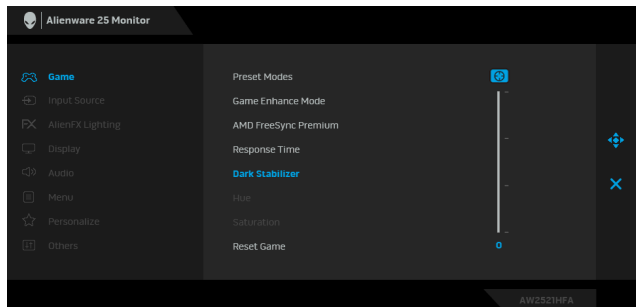 Alienware 25 Monitor
Game
Input Source
AlienFX Lighting
Display
Audio
Menu
Personalize
Others
Preset Modes
Game Enhance Mode
AMD FreeSync Premium
Response Time
Dark Stabilizer
Hue
Saturation
Reset Game
0
AW2521HFA